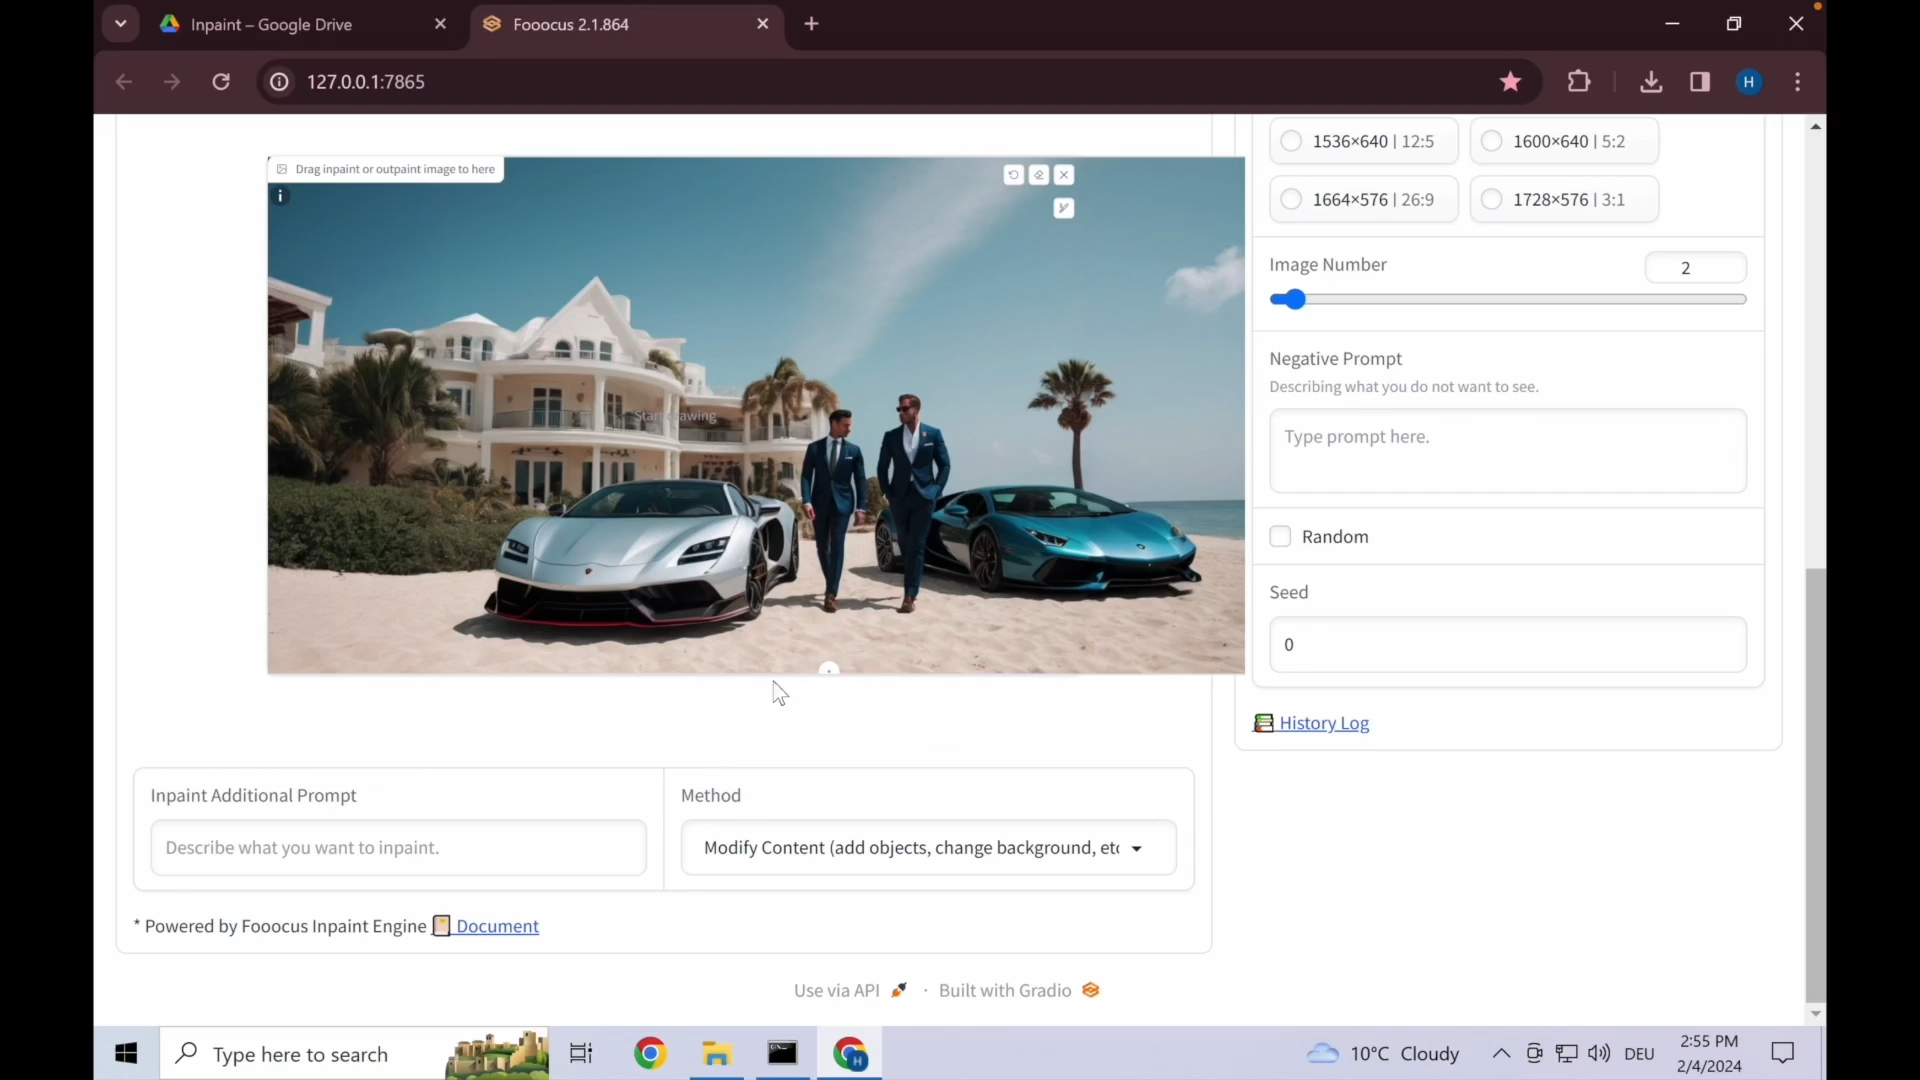 Inpaint – Google Drive
Fooocus 2.1.864
127.0.0.1:7865
H
Drag inpaint or outpaint image to here
i
1536×640 | 12:5
1600×640 | 5:2
1664×576 | 26:9
1728×576 | 3:1
Image Number
2
Negative Prompt
Describing what you do not want to see.
Type prompt here.
Random
Seed
0
History Log
Inpaint Additional Prompt
Describe what you want to inpaint.
Method
Modify Content (add objects, change background, etc
* Powered by Fooocus Inpaint Engine Document
Use via API · Built with Gradio
Type here to search
H
10°C Cloudy
DEU
2:55 PM
2/4/2024